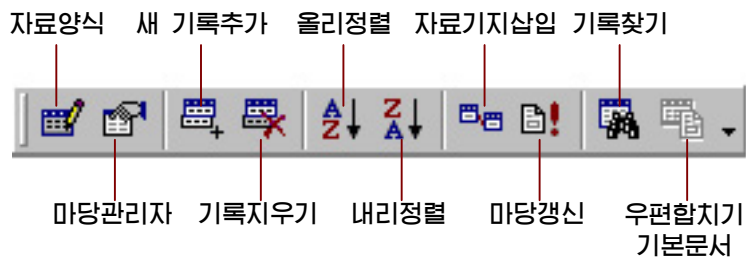 자료양식 새 기록추가 올리정렬 자료기지삽입 기록찾기
마당관리자 기록지우기 내리정렬 마당갱신 우편합치기
기본문서